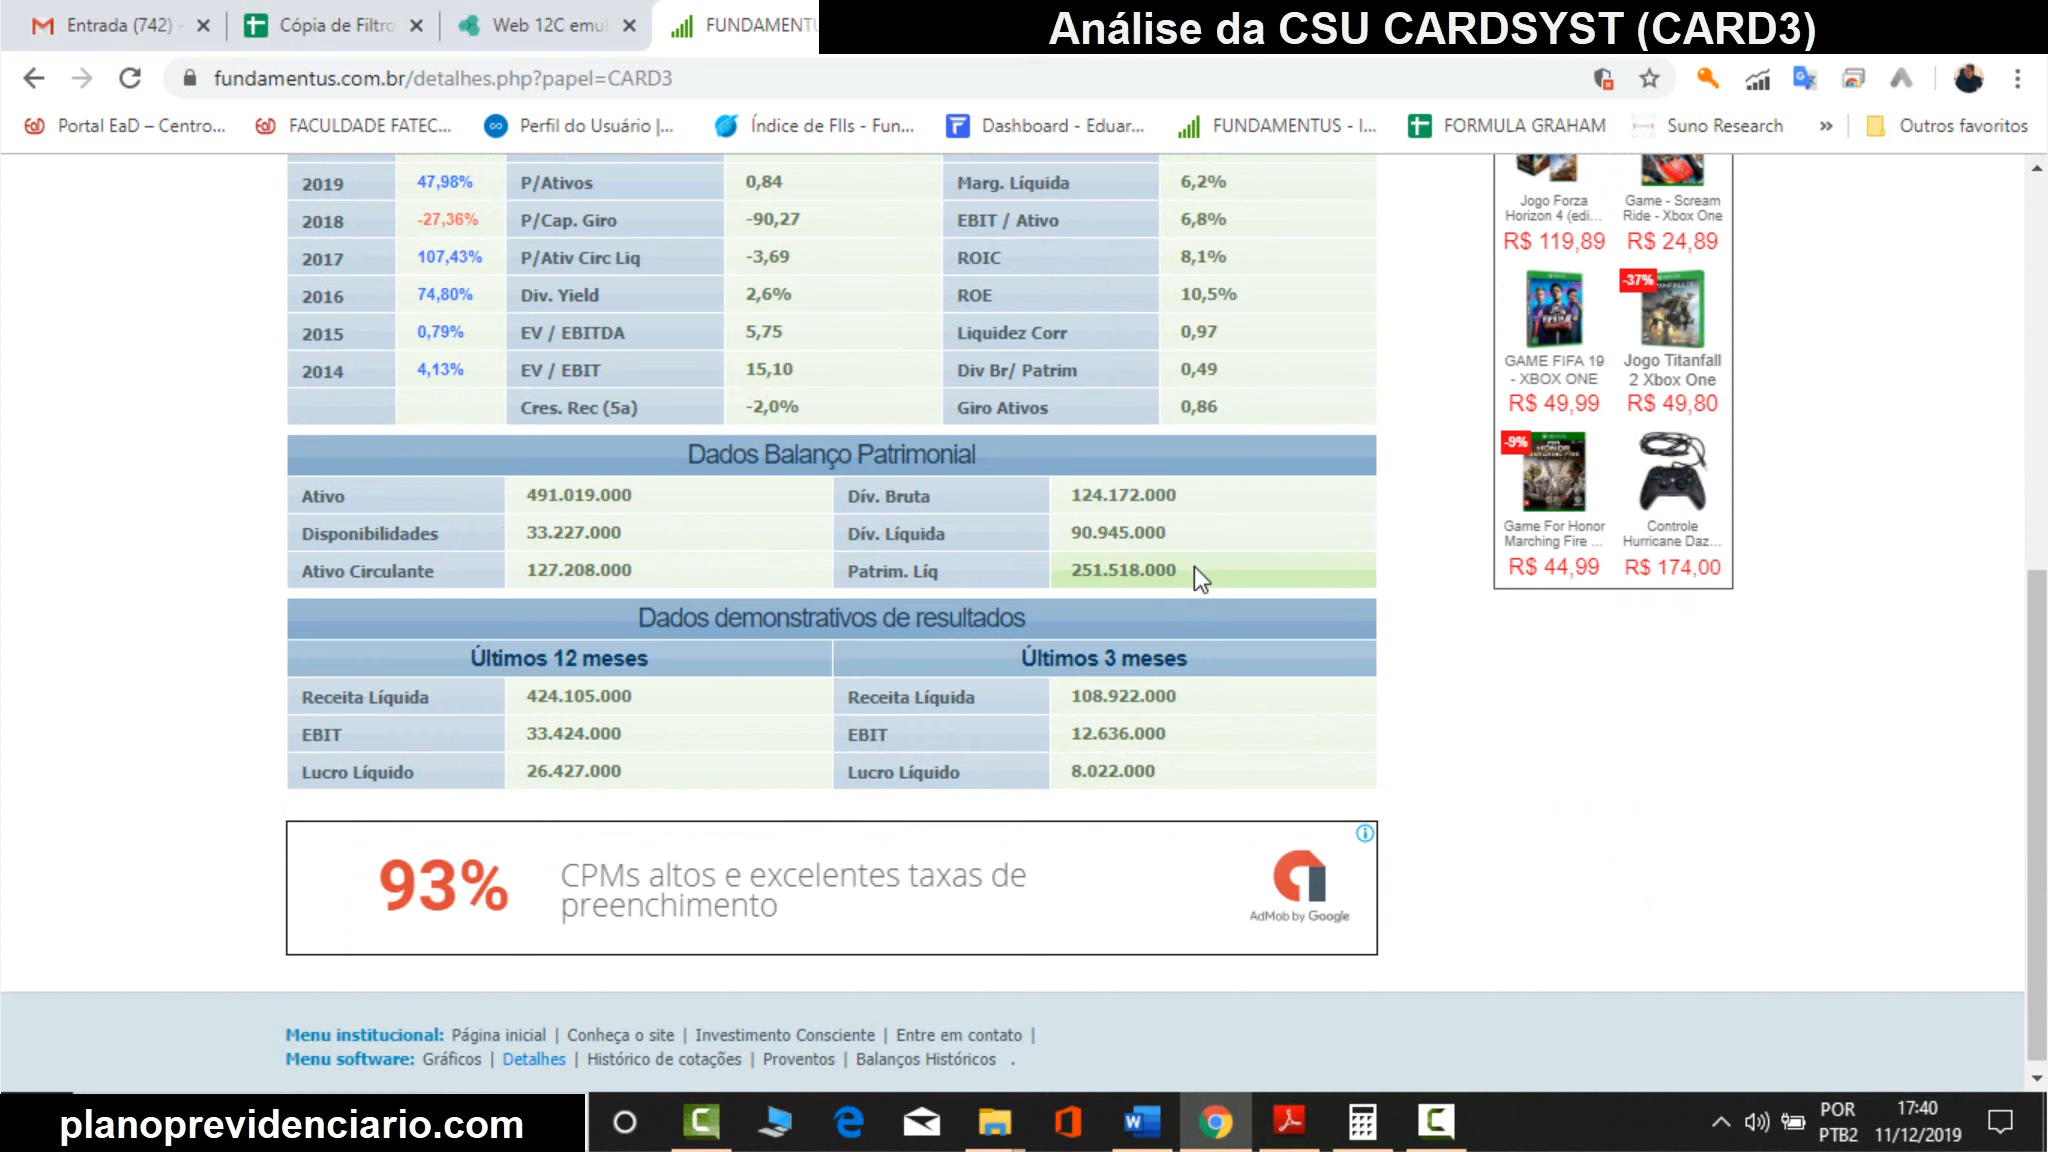 Entrada (742) -
Cópia de Filtro
Web 12C emul
FUNDAMENTU
Análise da CSU CARDSYST (CARD3)
fundamentus.com.br/detalhes.php?papel=CARD3
Portal EaD – Centro...
FACULDADE FATEC...
Perfil do Usuário |...
Índice de FIIs - Fun...
Dashboard - Eduar...
FUNDAMENTUS - I...
FORMULA GRAHAM
Suno Research
»
Outros favoritos
2019 47,98% P/Ativos 0,84 Marg. Líquida 6,2%
2018 -27,36% P/Cap. Giro -90,27 EBIT / Ativo 6,8%
2017 107,43% P/Ativ Circ Liq -3,69 ROIC 8,1%
2016 74,80% Div. Yield 2,6% ROE 10,5%
2015 0,79% EV / EBITDA 5,75 Liquidez Corr 0,97
2014 4,13% EV / EBIT 15,10 Div Br/ Patrim 0,49
Cres. Rec (5a) -2,0% Giro Ativos 0,86
Dados Balanço Patrimonial
Ativo 491.019.000 Dív. Bruta 124.172.000
Disponibilidades 33.227.000 Dív. Líquida 90.945.000
Ativo Circulante 127.208.000 Patrim. Líq 251.518.000
Dados demonstrativos de resultados
Últimos 12 meses Últimos 3 meses
Receita Líquida 424.105.000 Receita Líquida 108.922.000
EBIT 33.424.000 EBIT 12.636.000
Lucro Líquido 26.427.000 Lucro Líquido 8.022.000
Jogo Forza
Horizon 4 (edi...
R$ 119,89
Game - Scream
Ride - Xbox One
R$ 24,89
GAME FIFA 19
- XBOX ONE
R$ 49,99
-37%
Jogo Titanfall
2 Xbox One
R$ 49,80
-9%
Game For Honor
Marching Fire ...
R$ 44,99
Controle
Hurricane Daz...
R$ 174,00
93%
CPMs altos e excelentes taxas de
preenchimento
AdMob by Google
Menu institucional: Página inicial | Conheça o site | Investimento Consciente | Entre em contato |
Menu software: Gráficos | Detalhes | Histórico de cotações | Proventos | Balanços Históricos .
planoprevidenciario.com
POR
PTB2
17:40
11/12/2019